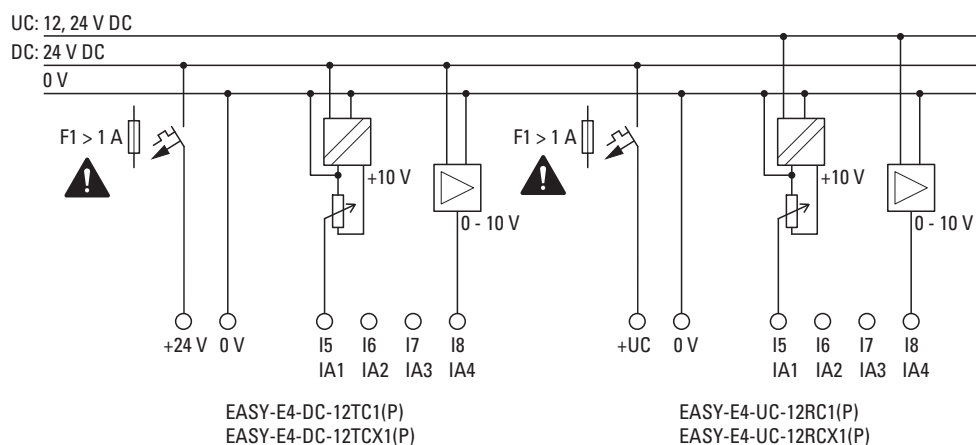 UC: 12, 24 V DC
DC: 24 V DC
0 V
F1 > 1 A
+10 V
0 - 10 V
F1 > 1 A
+10 V
0 - 10 V
+24 V 0 V I5 I6 I7 I8
IA1 IA2 IA3 IA4
+UC 0 V I5 I6 I7 I8
IA1 IA2 IA3 IA4
EASY-E4-DC-12TC1(P)
EASY-E4-DC-12TCX1(P)
EASY-E4-UC-12RC1(P)
EASY-E4-UC-12RCX1(P)